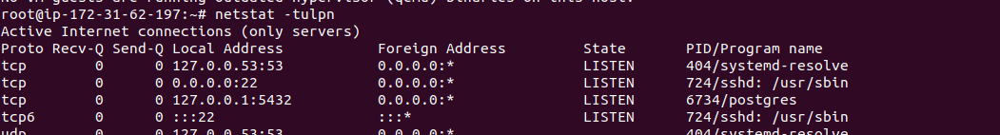 No VM guests are running outdated hypervisor (qemu) binaries on this host.
root@ip-172-31-62-197:~# netstat -tulpn
Active Internet connections (only servers)
Proto Recv-Q Send-Q Local Address           Foreign Address         State       PID/Program name
tcp        0      0 127.0.0.53:53           0.0.0.0:*               LISTEN      404/systemd-resolve
tcp        0      0 0.0.0.0:22              0.0.0.0:*               LISTEN      724/sshd: /usr/sbin
tcp        0      0 127.0.0.1:5432          0.0.0.0:*               LISTEN      6734/postgres
tcp6       0      0 :::22                   :::*                    LISTEN      724/sshd: /usr/sbin
udp        0      0 127.0.0.53:53           0.0.0.0:*                           404/systemd-resolve